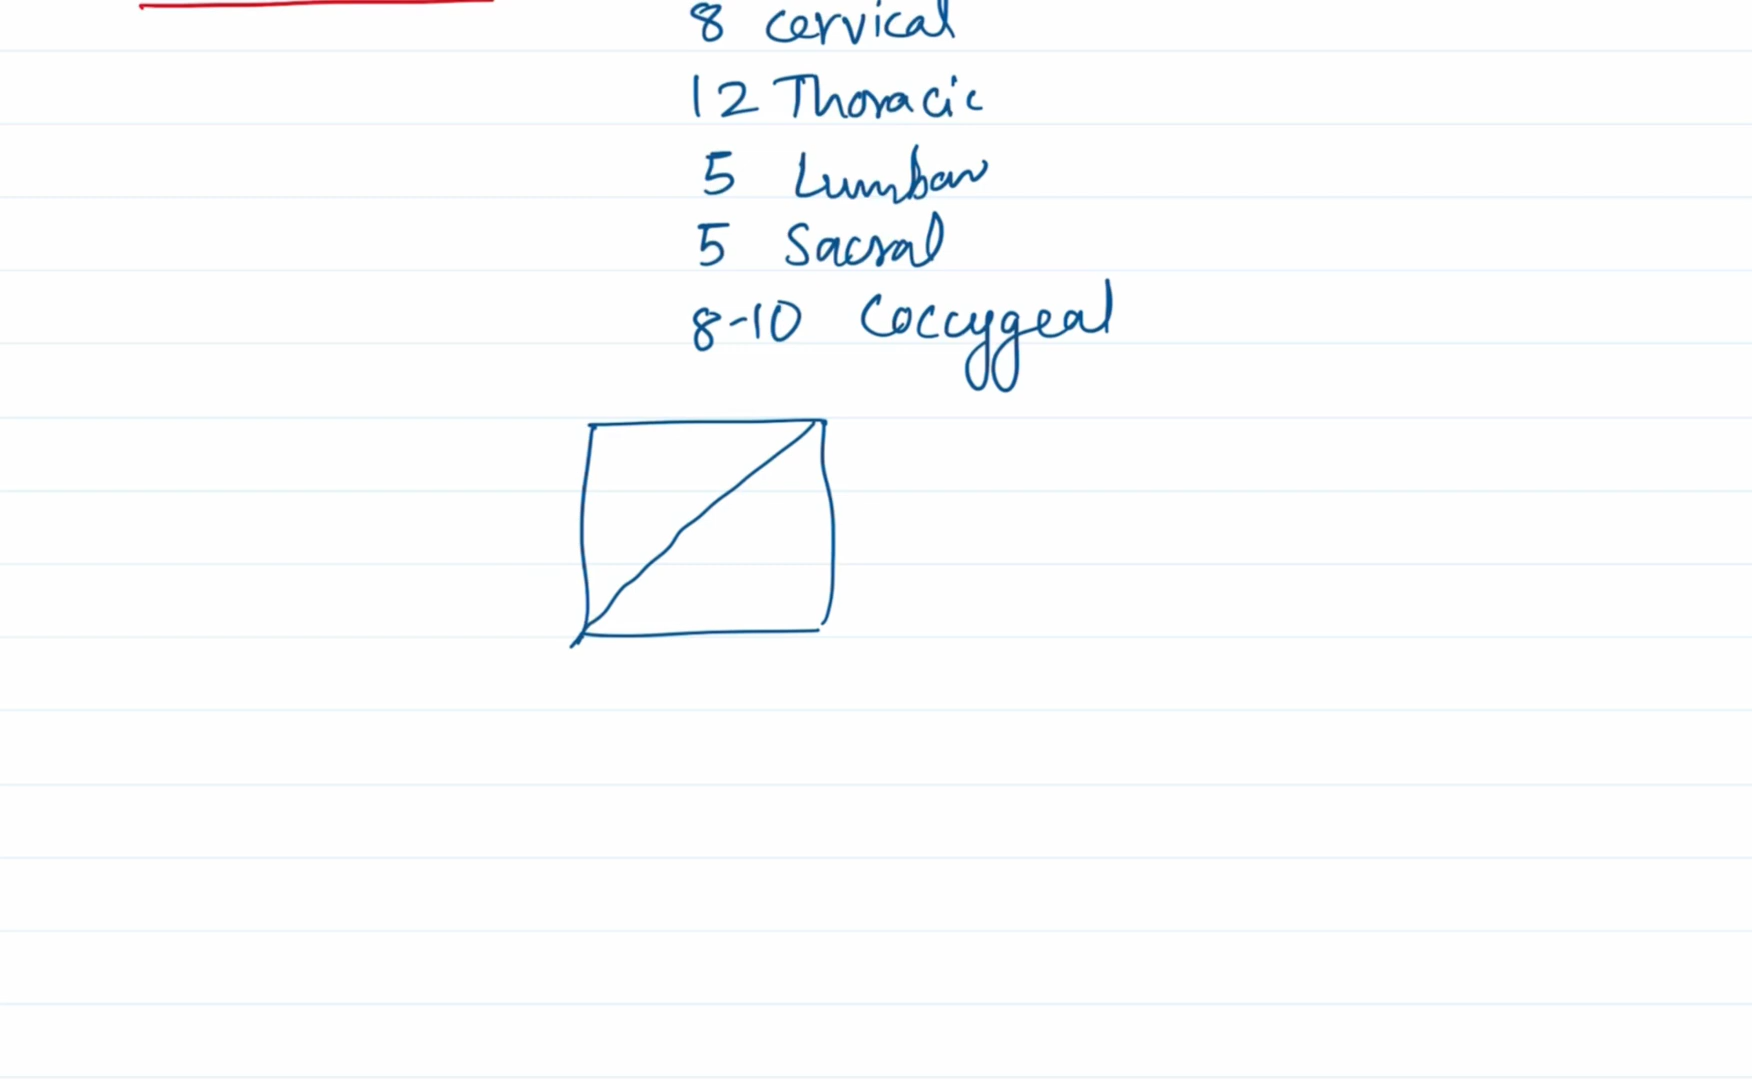 8 Cervical
12 Thoracic
5 Lumbar
5 Sacral
8-10 Coccygeal